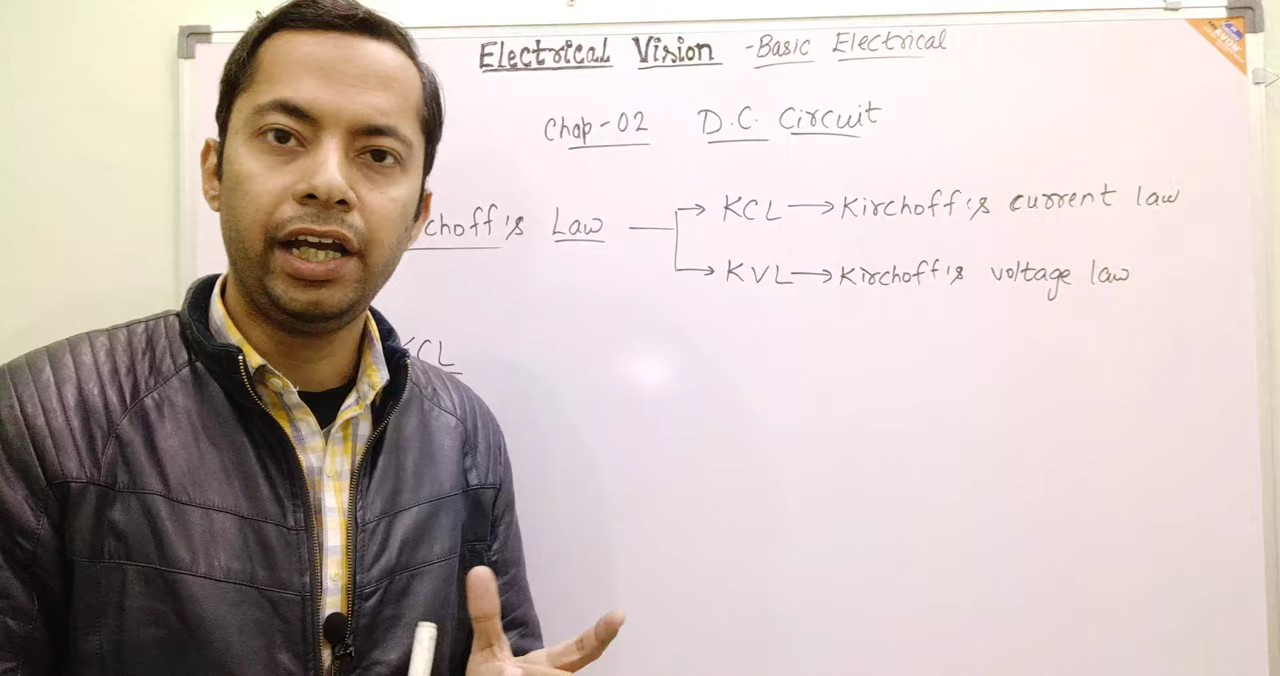 Electrical Vision - Basic Electrical
Chap-02 D.C. Circuit
choff's Law → KCL → Kirchoff's current law
→ KVL → Kirchoff's voltage law
KCL